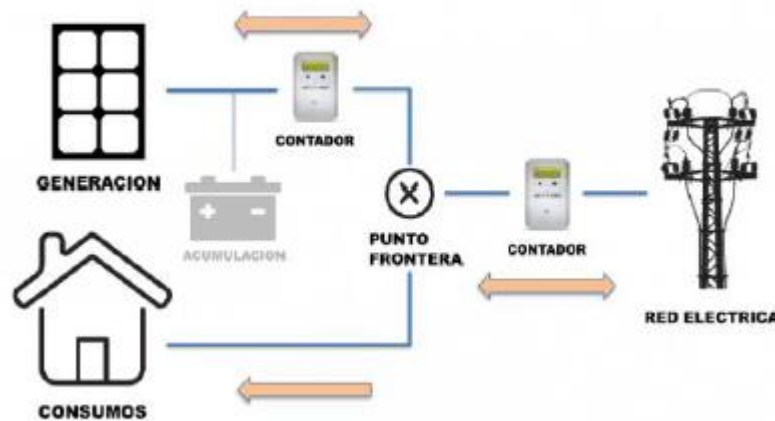 CONTADOR
GENERACION
ACUMULACION
PUNTO
FRONTERA
CONTADOR
RED ELECTRICA
CONSUMOS